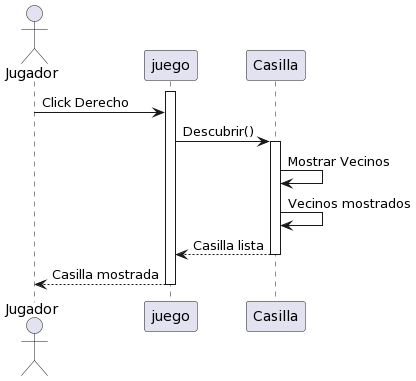 Jugador
juego
Casilla
Click Derecho
Descubrir()
Mostrar Vecinos
Vecinos mostrados
Casilla lista
Casilla mostrada
Jugador
juego
Casilla